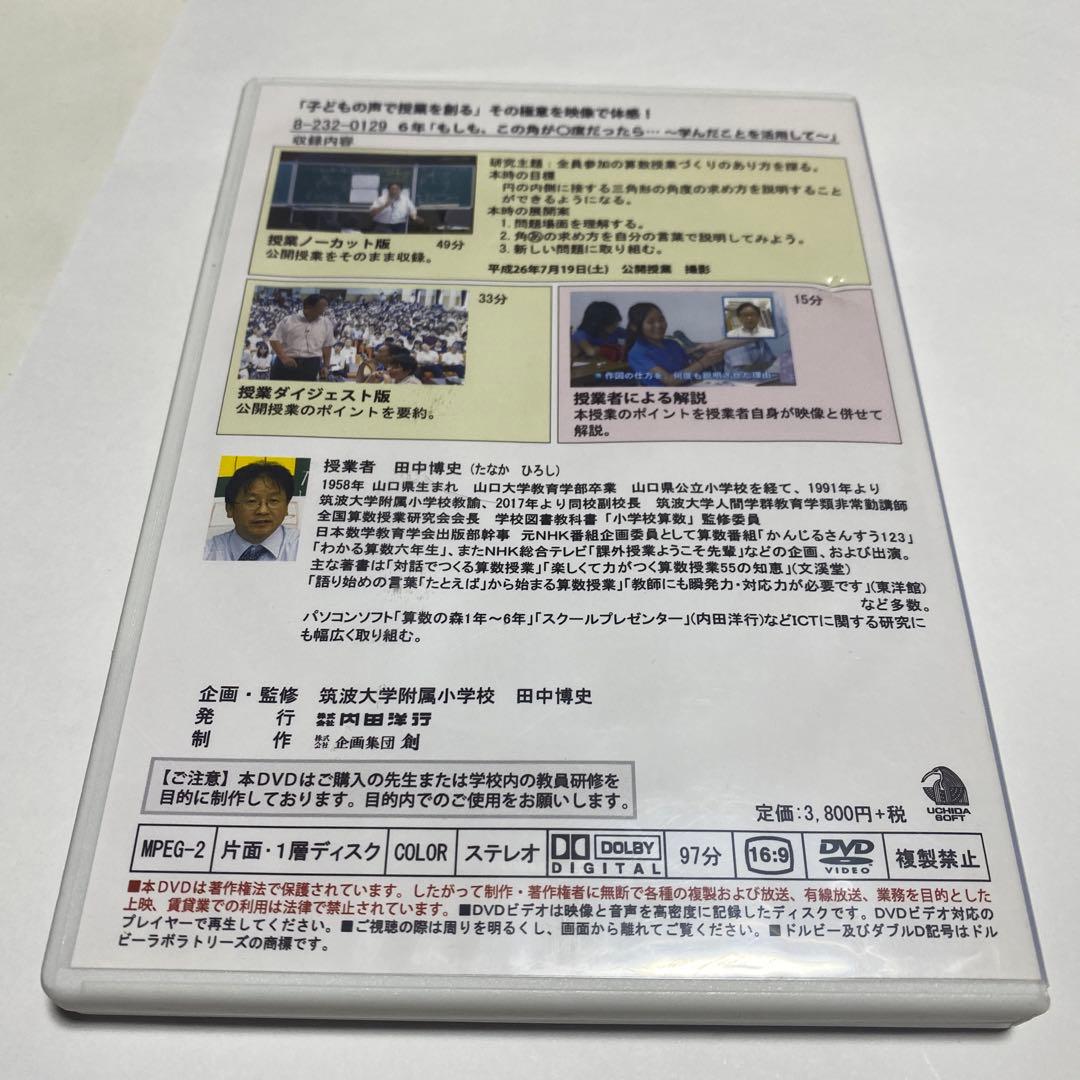 「子どもの声で授業を創る」その極意を映像で体感！
8-232-0129 6年「もしも、この角が○度だったら… ～学んだことを活用して～」
収録内容
研究主題：全員参加の算数授業づくりのあり方を探る。
本時の目標
円の内側に接する三角形の角度の求め方を説明すること
ができるようになる。
本時の展開案
1. 問題場面を理解する。
2. 角あの求め方を自分の言葉で説明してみよう。
3. 新しい問題に取り組む。
平成26年7月19日(土) 公開授業 撮影
授業ノーカット版 49分
公開授業をそのまま収録。
33分
授業ダイジェスト版
公開授業のポイントを要約。
15分
作図の仕方を、何度も説明させた理由
授業者による解説
本授業のポイントを授業者自身が映像と併せて
解説。
授業者 田中博史(たなか ひろし)
1958年 山口県生まれ 山口大学教育学部卒業 山口県公立小学校を経て、1991年より
筑波大学附属小学校教諭、2017年より同校副校長 筑波大学人間学群教育学類非常勤講師
全国算数授業研究会会長 学校図書教科書「小学校算数」監修委員
日本数学教育学会出版部幹事 元NHK番組企画委員として算数番組「かんじるさんすう123」
「わかる算数六年生」、またNHK総合テレビ「課外授業ようこそ先輩」などの企画、および出演。
主な著書は「対話でつくる算数授業」「楽しくて力がつく算数授業55の知恵」(文溪堂)
「語り始めの言葉「たとえば」から始まる算数授業」「教師にも瞬発力・対応力が必要です」(東洋館)
など多数。
パソコンソフト「算数の森1年～6年」「スクールプレゼンター」(内田洋行)などICTに関する研究に
も幅広く取り組む。
企画・監修 筑波大学附属小学校 田中博史
発行 株式会社 内田洋行
制作 株式会社 企画集団 創
【ご注意】本DVDはご購入の先生または学校内の教員研修を
目的に制作しております。目的内でのご使用をお願いします。
定価：3,800円+税
UCHIDA
SOFT
MPEG-2 片面・1層ディスク COLOR ステレオ DOLBY DIGITAL 97分 16:9 DVD VIDEO 複製禁止
■本DVDは著作権法で保護されています。したがって制作・著作権者に無断で各種の複製および放送、有線放送、業務を目的とした
上映、賃貸業での利用は法律で禁止されています。■DVDビデオは映像と音声を高密度に記録したディスクです。DVDビデオ対応の
プレイヤーで再生してください。■ご視聴の際は周りを明るくし、画面から離れてご覧ください。■ドルビー及びダブルD記号はドル
ビーラボラトリーズの商標です。